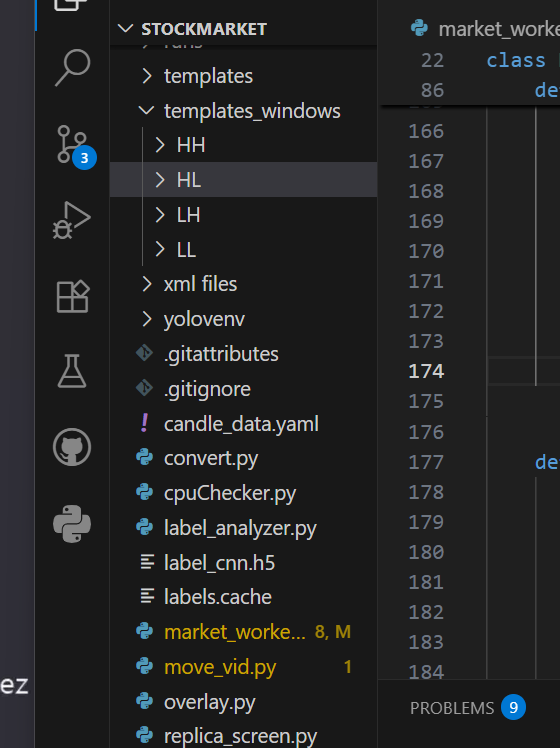 STOCKMARKET
runs
templates
templates_windows
HH
HL
LH
LL
xml files
yolovenv
.gitattributes
.gitignore
candle_data.yaml
convert.py
cpuChecker.py
label_analyzer.py
label_cnn.h5
labels.cache
market_worke... 8, M
move_vid.py 1
overlay.py
replica_screen.py
3
ez
market_worke
22 class
86 de
166
167
168
169
170
171
172
173
174
175
176
177 de
178
179
180
181
182
183
184
PROBLEMS 9